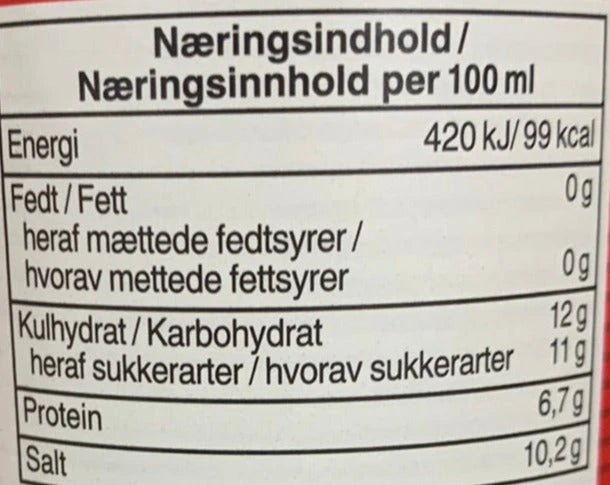 Næringsindhold /
Næringsinnhold per 100 ml
Energi 420 kJ/ 99 kcal
Fedt / Fett 0 g
heraf mættede fedtsyrer /
hvorav mettede fettsyrer 0 g
Kulhydrat / Karbohydrat 12 g
heraf sukkerarter / hvorav sukkerarter 11 g
Protein 6,7 g
Salt 10,2 g